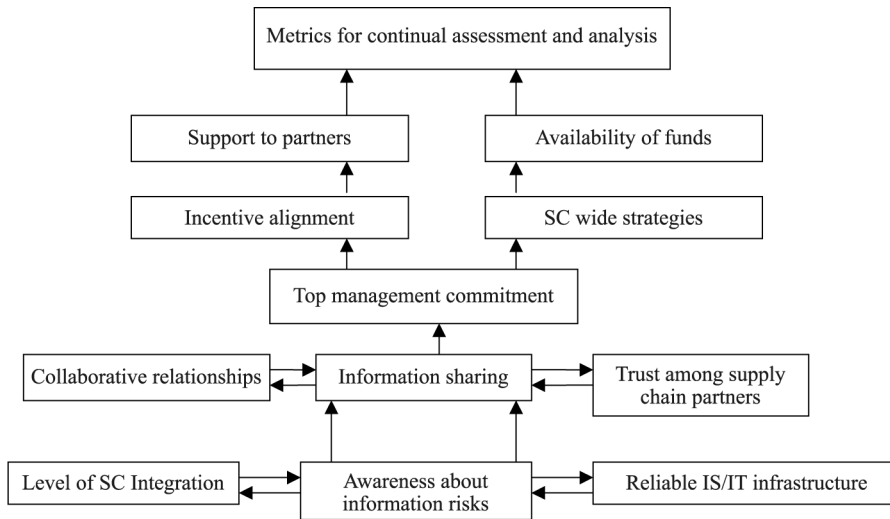 Metrics for continual assessment and analysis
Support to partners
Availability of funds
Incentive alignment
SC wide strategies
Top management commitment
Collaborative relationships
Information sharing
Trust among supply
chain partners
Level of SC Integration
Awareness about
information risks
Reliable IS/IT infrastructure